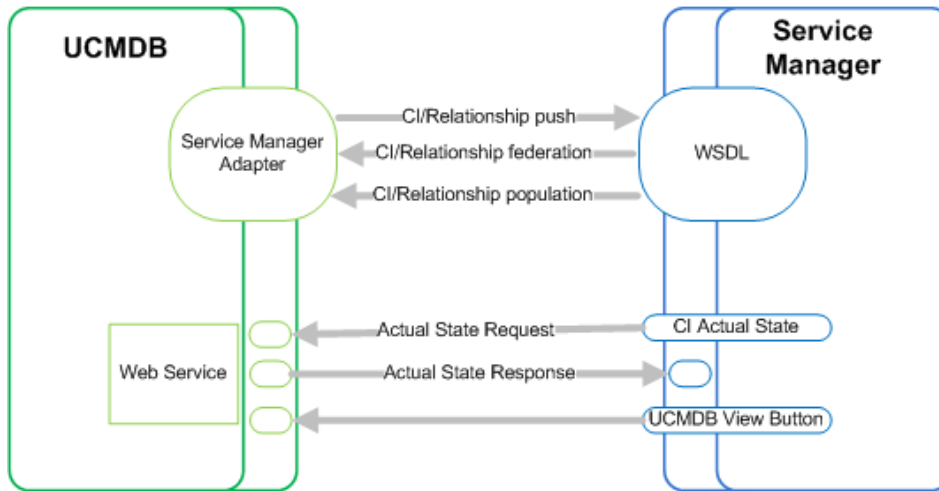 UCMDB
Service
Manager
Service Manager
Adapter
CI/Relationship push
CI/Relationship federation
CI/Relationship population
WSDL
Actual State Request
CI Actual State
Web Service
Actual State Response
UCMDB View Button